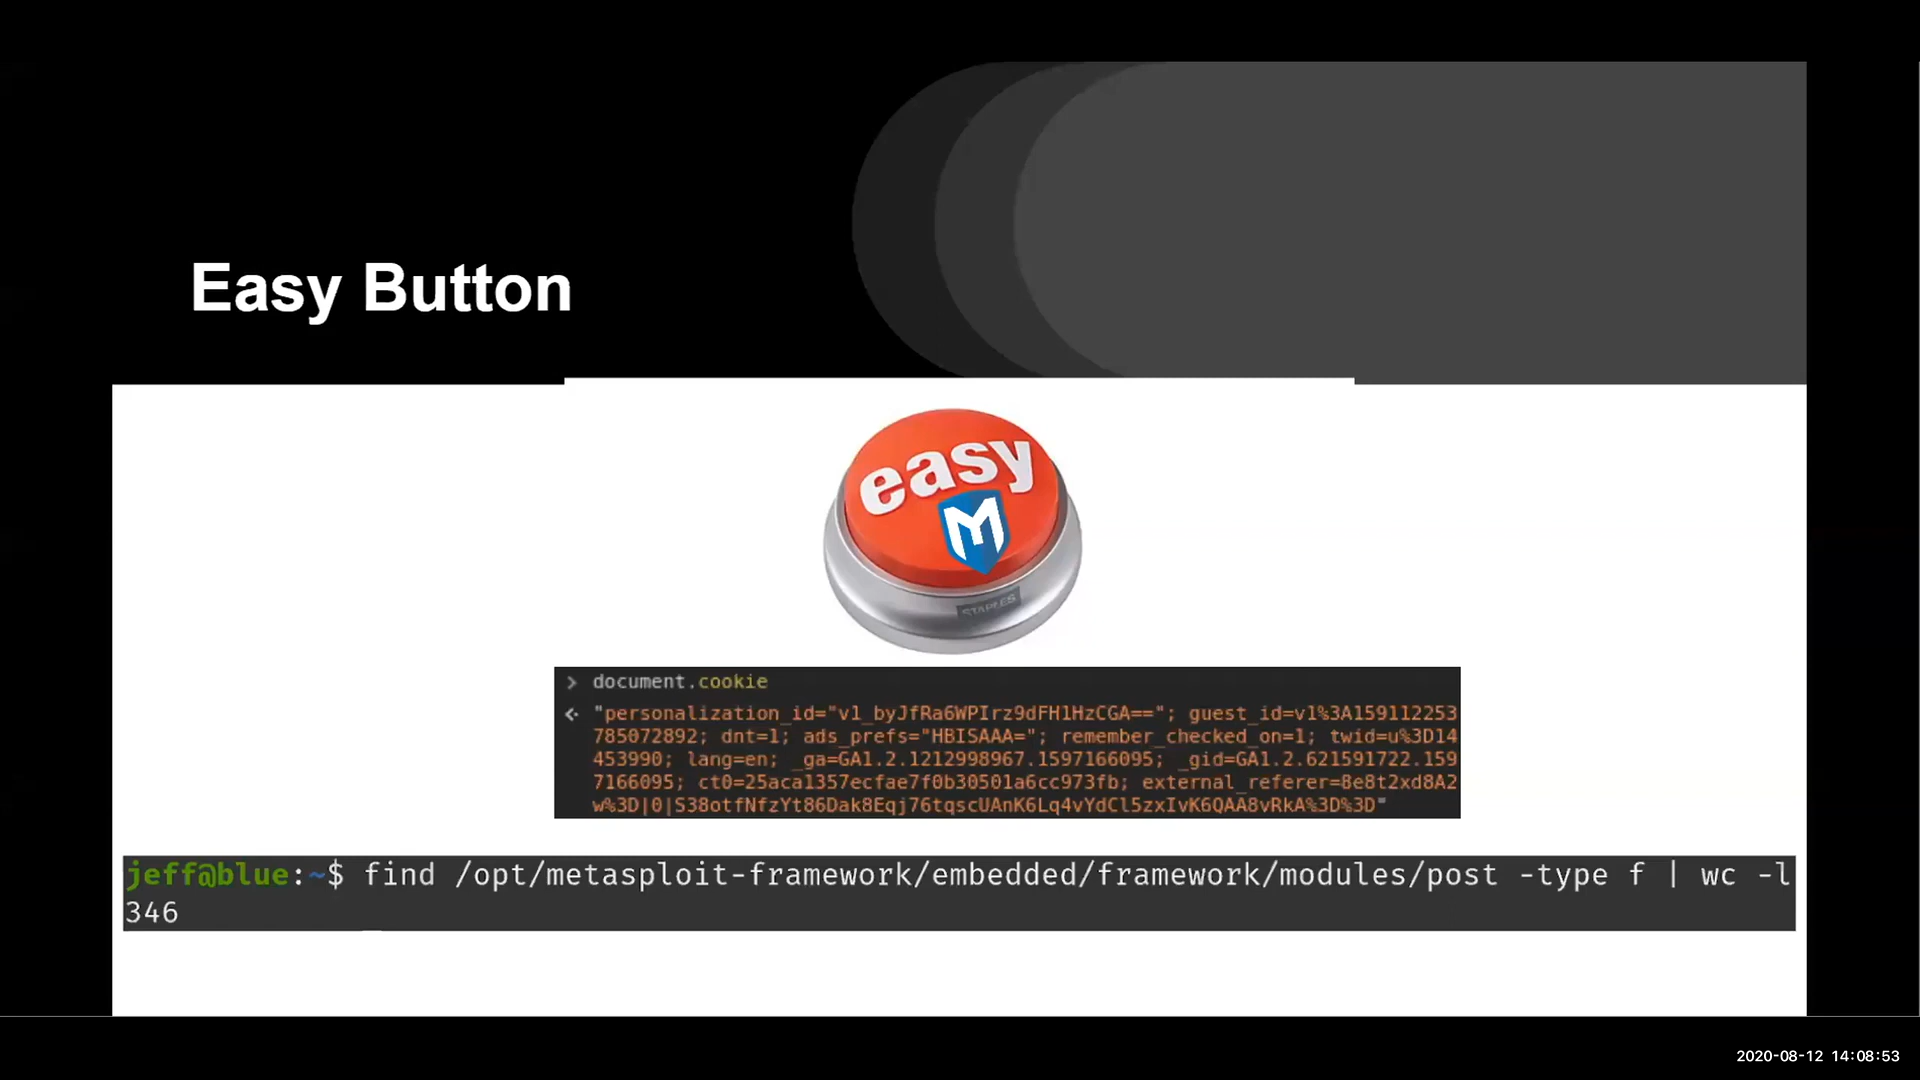 Easy Button
easy
M
STAPLES
> document.cookie
"personalization_id="v1_byJfRa6WPIrz9dFH1HzCGA=="; guest_id=v1%3A159112253
785072892; dnt=1; ads_prefs="HBISAAA="; remember_checked_on=1; twid=u%3D14
453990; lang=en; _ga=GA1.2.1212998967.1597166095; _gid=GA1.2.621591722.159
7166095; ct0=25aca1357ecfae7f0b30501a6cc973fb; external_referer=8e8t2xd8A2
w%3D|0|S38otfNfzYt86Dak8Eqj76tqscUAnK6Lq4vYdCl5zxIvK6QAA8vRkA%3D%3D"
jeff@blue:~$ find /opt/metasploit-framework/embedded/framework/modules/post -type f | wc -l
346
2020-08-12 14:08:53